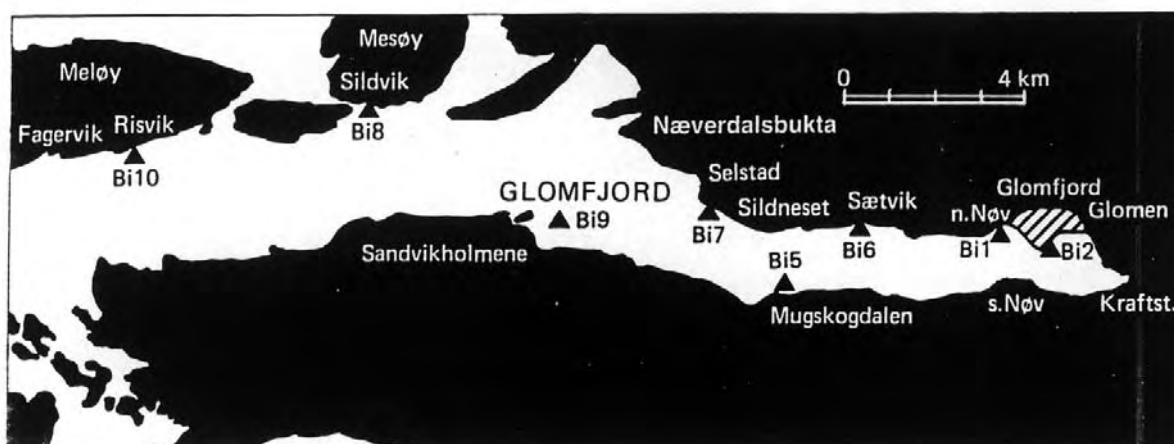 Mesøy
Meløy
Sildvik
0 4 km
Fagervik Risvik
Bi8
Næverdalsbukta
Bi10
Selstad
GLOMFJORD
Sætvik
Glomfjord
Bi9
Sildneset
n.Nøv
Glomen
Bi7
Bi6
Bi1
Bi2
Sandvikholmene
Bi5
Mugskogdalen
s.Nøv
Kraftst.